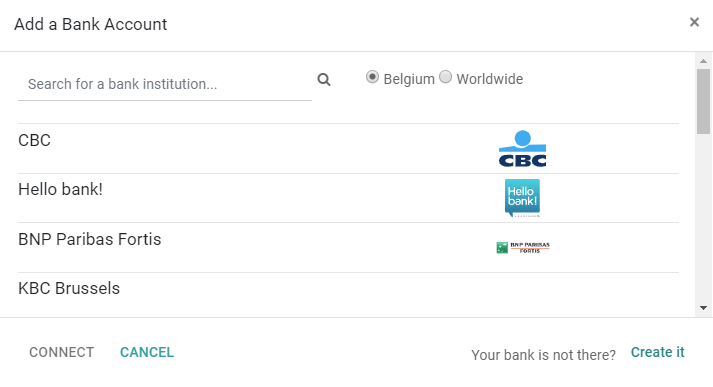 Add a Bank Account
×
Search for a bank institution...
Belgium Worldwide
CBC
CBC
Hello bank!
Hello
bank!
BNP Paribas Fortis
BNP PARIBAS
FORTIS
KBC Brussels
CONNECT CANCEL Your bank is not there? Create it